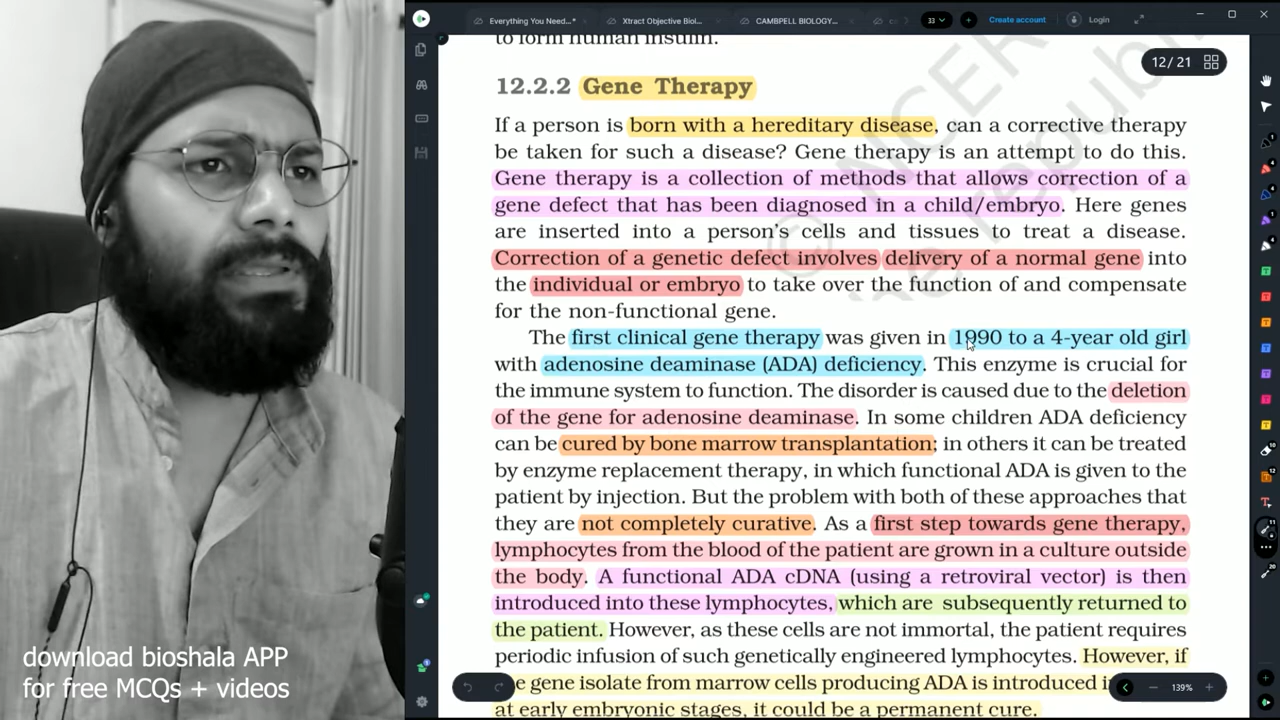 Everything You Need...*
Xtract Objective Biol...
CAMPBELL BIOLOGY...
33
Create account
Login
to form human insulin.
12/21
12.2.2 Gene Therapy
If a person is born with a hereditary disease, can a corrective therapy
be taken for such a disease? Gene therapy is an attempt to do this.
Gene therapy is a collection of methods that allows correction of a
gene defect that has been diagnosed in a child/embryo. Here genes
are inserted into a person's cells and tissues to treat a disease.
Correction of a genetic defect involves delivery of a normal gene into
the individual or embryo to take over the function of and compensate
for the non-functional gene.
The first clinical gene therapy was given in 1990 to a 4-year old girl
with adenosine deaminase (ADA) deficiency. This enzyme is crucial for
the immune system to function. The disorder is caused due to the deletion
of the gene for adenosine deaminase. In some children ADA deficiency
can be cured by bone marrow transplantation; in others it can be treated
by enzyme replacement therapy, in which functional ADA is given to the
patient by injection. But the problem with both of these approaches that
they are not completely curative. As a first step towards gene therapy,
lymphocytes from the blood of the patient are grown in a culture outside
the body. A functional ADA cDNA (using a retroviral vector) is then
introduced into these lymphocytes, which are subsequently returned to
the patient. However, as these cells are not immortal, the patient requires
periodic infusion of such genetically engineered lymphocytes. However, if
e gene isolate from marrow cells producing ADA is introduced i
at early embryonic stages, it could be a permanent cure.
139%
© NCERT
be republi
download bioshala APP
for free MCQs + videos